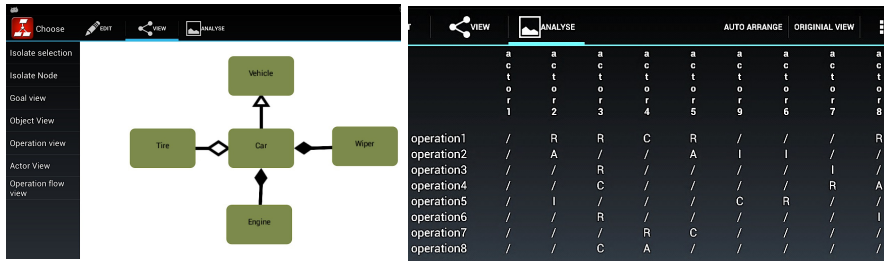 Choose EDIT VIEW ANALYSE
Isolate selection
Isolate Node
Goal view
Object View
Operation view
Actor View
Operation flow
view
Vehicle
Tire
Car
Wiper
Engine
T VIEW ANALYSE AUTO ARRANGE ORIGINIAL VIEW
actor1 actor2 actor3 actor4 actor5 actor9 actor6 actor7 actor8
operation1 / R R C R / / / R
operation2 / A / / A I I / /
operation3 / / R / / / / I /
operation4 / / C / / / / R A
operation5 / I / / / C R / /
operation6 / / R / / / / / I
operation7 / / / R C / / / /
operation8 / / C A / / / / /